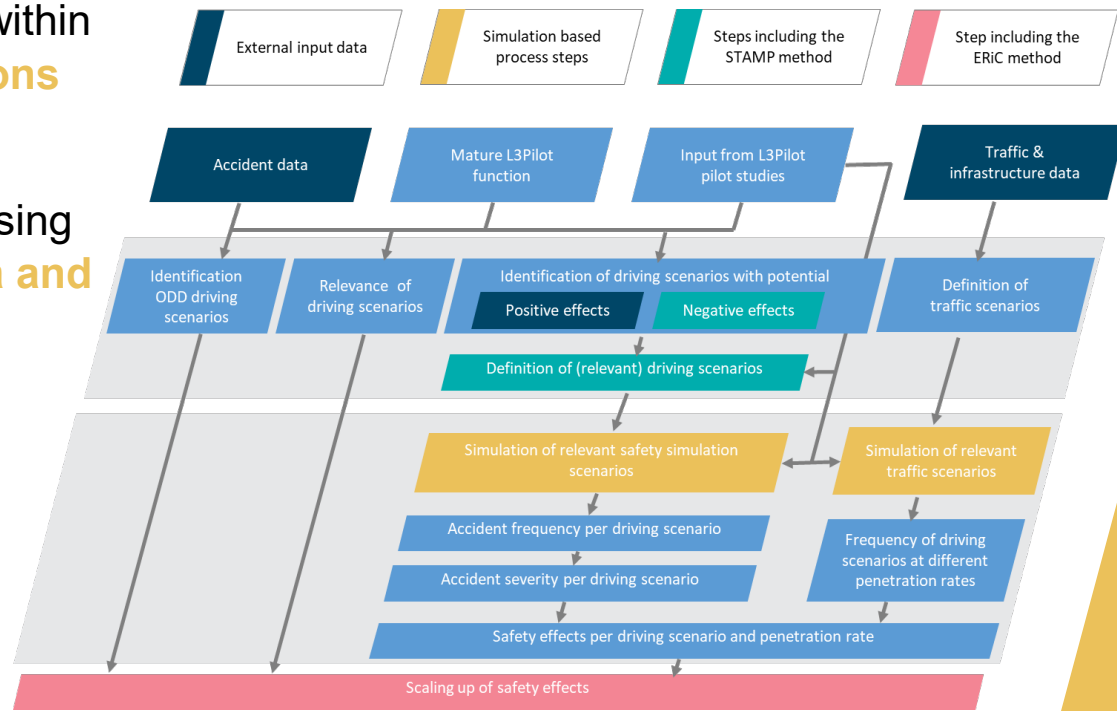 within
ons
sing
a and
External input data
Simulation based
process steps
Steps including the
STAMP method
Step including the
ERiC method
Accident data
Mature L3Pilot
function
Input from L3Pilot
pilot studies
Traffic &
infrastructure data
Identification
ODD driving
scenarios
Relevance of
driving scenarios
Identification of driving scenarios with potential
Positive effects
Negative effects
Definition of
traffic scenarios
Definition of (relevant) driving scenarios
Simulation of relevant safety simulation
scenarios
Simulation of relevant
traffic scenarios
Accident frequency per driving scenario
Accident severity per driving scenario
Frequency of driving
scenarios at different
penetration rates
Safety effects per driving scenario and penetration rate
Scaling up of safety effects